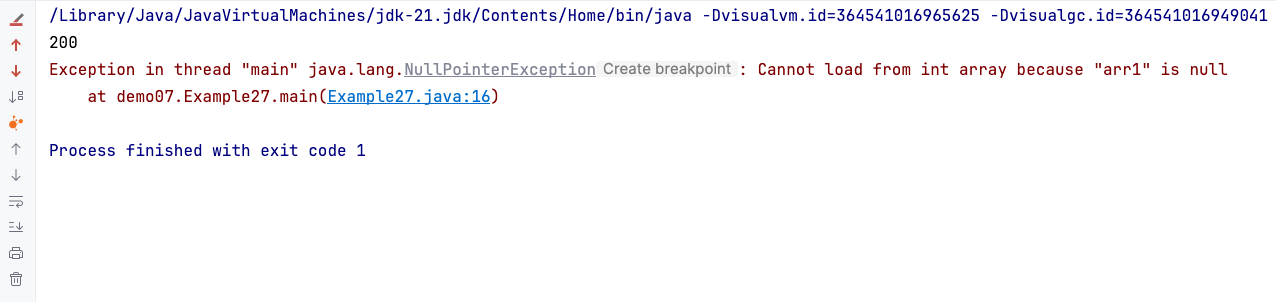 /Library/Java/JavaVirtualMachines/jdk-21.jdk/Contents/Home/bin/java -Dvisualvm.id=364541016965625 -Dvisualgc.id=364541016949041
200
Exception in thread "main" java.lang.NullPointerException Create breakpoint : Cannot load from int array because "arr1" is null
    at demo07.Example27.main(Example27.java:16)
Process finished with exit code 1